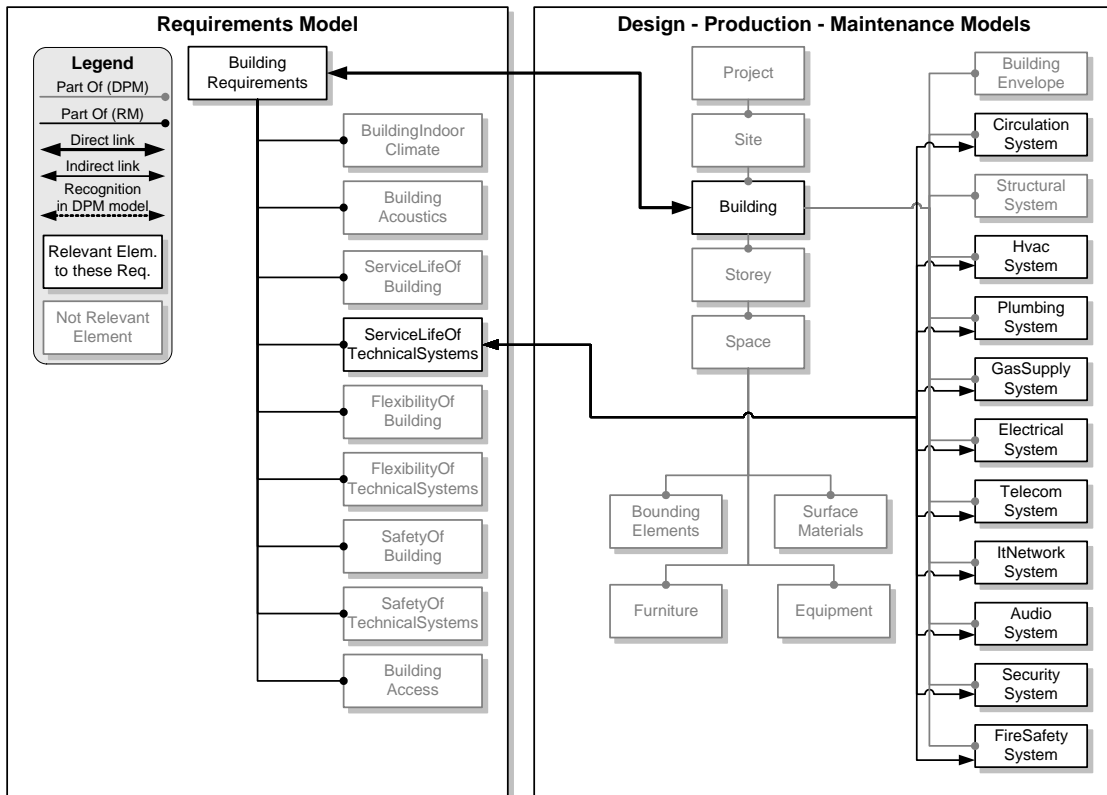 Requirements Model
Legend
Part Of (DPM)
Part Of (RM)
Direct link
Indirect link
Recognition
in DPM model
Relevant Elem.
to these Req.
Not Relevant
Element
Building
Requirements
BuildingIndoor
Climate
Building
Acoustics
ServiceLifeOf
Building
ServiceLifeOf
TechnicalSystems
FlexibilityOf
Building
FlexibilityOf
TechnicalSystems
SafetyOf
Building
SafetyOf
TechnicalSystems
Building
Access
Design - Production - Maintenance Models
Project
Site
Building
Storey
Space
Bounding
Elements
Surface
Materials
Furniture
Equipment
Building
Envelope
Circulation
System
Structural
System
Hvac
System
Plumbing
System
GasSupply
System
Electrical
System
Telecom
System
ItNetwork
System
Audio
System
Security
System
FireSafety
System